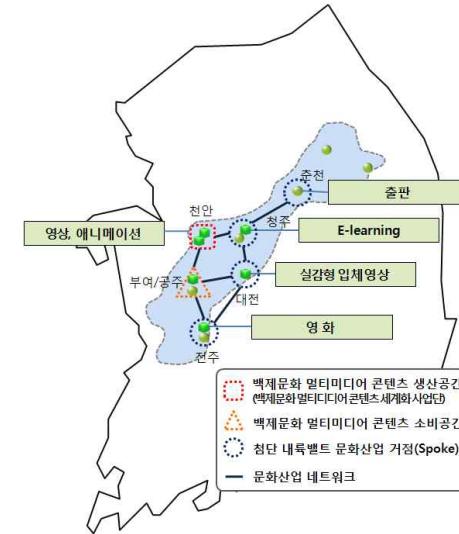 춘천
출판
천안
청주
영상, 애니메이션
E-learning
부여/공주
실감형 입체영상
대전
영 화
전주
백제문화 멀티미디어 콘텐츠 생산공간
(백제문화 멀티미디어콘텐츠 세계화 사업단)
백제문화 멀티미디어 콘텐츠 소비공간
첨단 내륙밸트 문화산업 거점(Spoke)
문화산업 네트워크